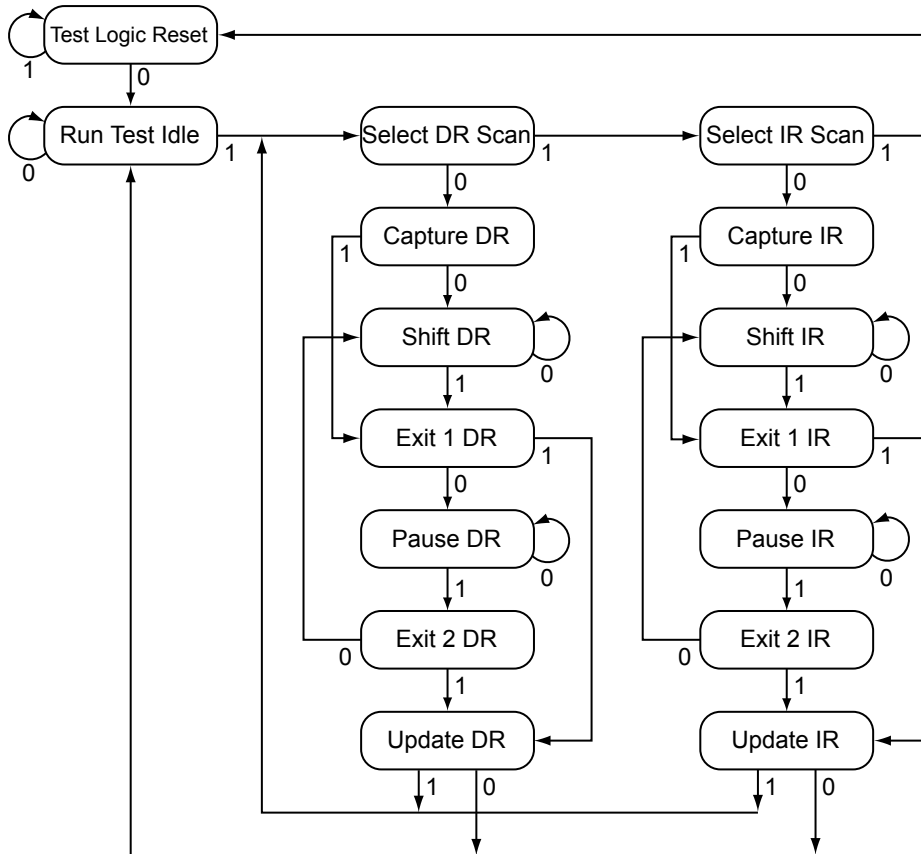 Test Logic Reset
1
0
Run Test Idle
0
1
Select DR Scan
1
Select IR Scan
1
0
0
Capture DR
1
0
Capture IR
1
0
Shift DR
0
1
Shift IR
0
1
Exit 1 DR
1
0
Exit 1 IR
1
0
Pause DR
0
1
Pause IR
0
1
Exit 2 DR
0
1
Exit 2 IR
0
1
Update DR
1
0
Update IR
1
0